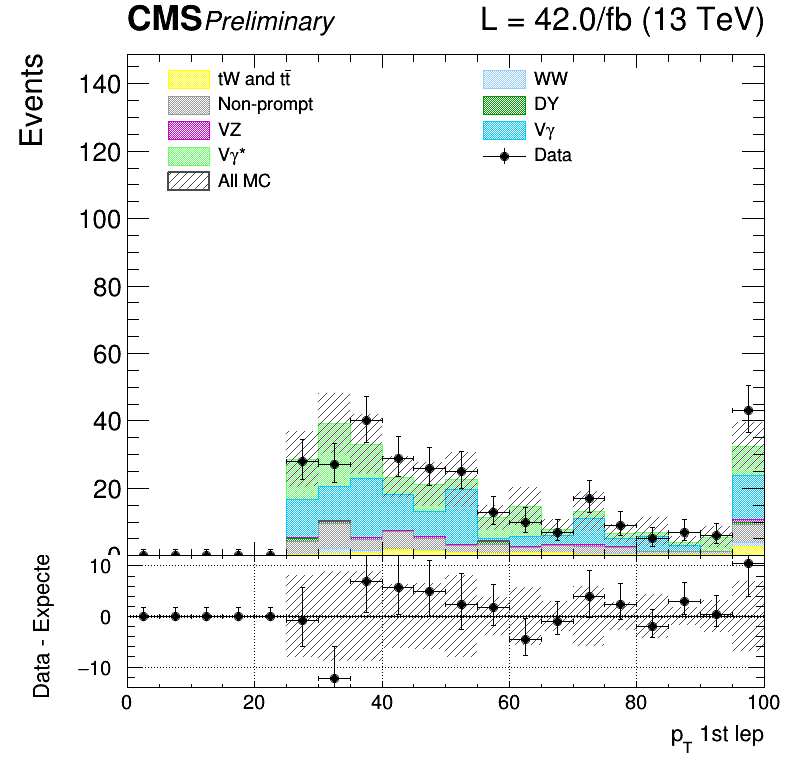 CMS Preliminary L = 42.0/fb (13 TeV)
Events
140
120
100
80
60
40
20
0
tW and tt̄
Non-prompt
VZ
Vγ*
All MC
WW
DY
Vγ
Data
Data - Expecte
10
0
−10
0 20 40 60 80 100
p_T 1st lep